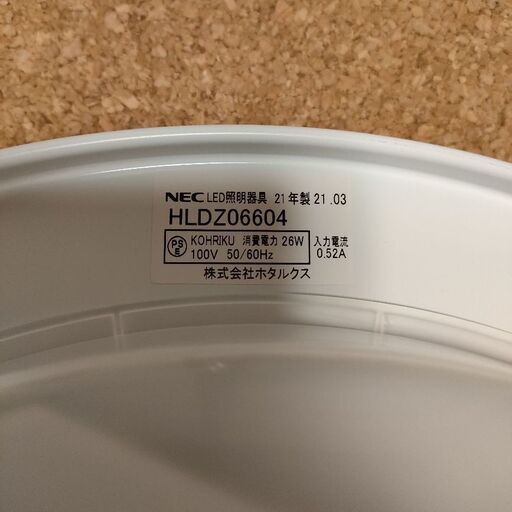 NEC LED照明器具 21年製 21.03
HLDZ06604
PSE KOHRIKU 消費電力 26W 入力電流
100V 50/60Hz 0.52A
株式会社ホタルクス